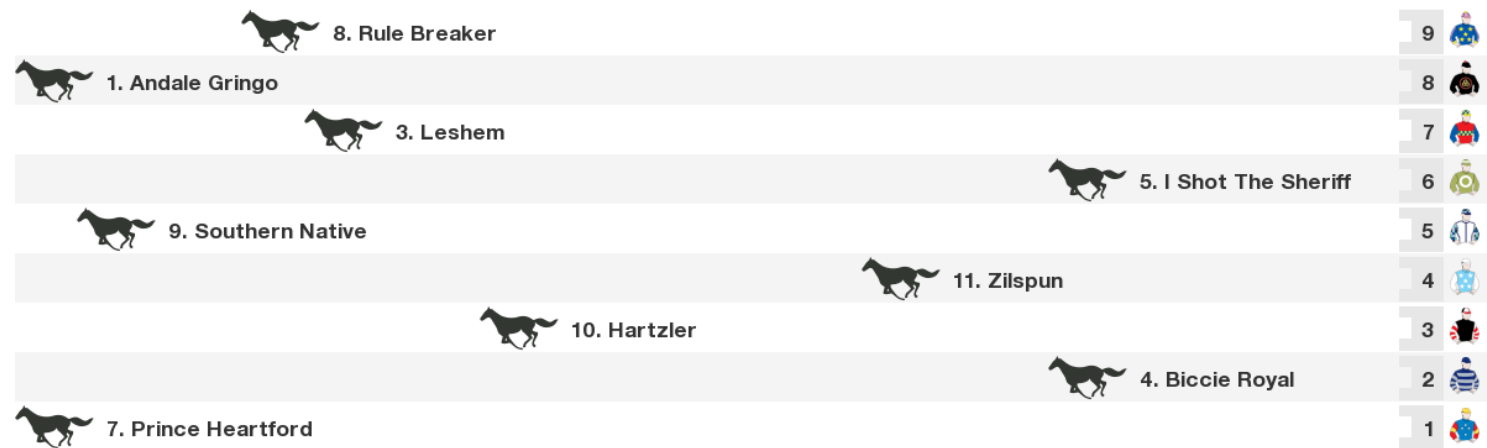 8. Rule Breaker 9
1. Andale Gringo 8
3. Leshem 7
5. I Shot The Sheriff 6
9. Southern Native 5
11. Zilspun 4
10. Hartzler 3
4. Biccie Royal 2
7. Prince Heartford 1